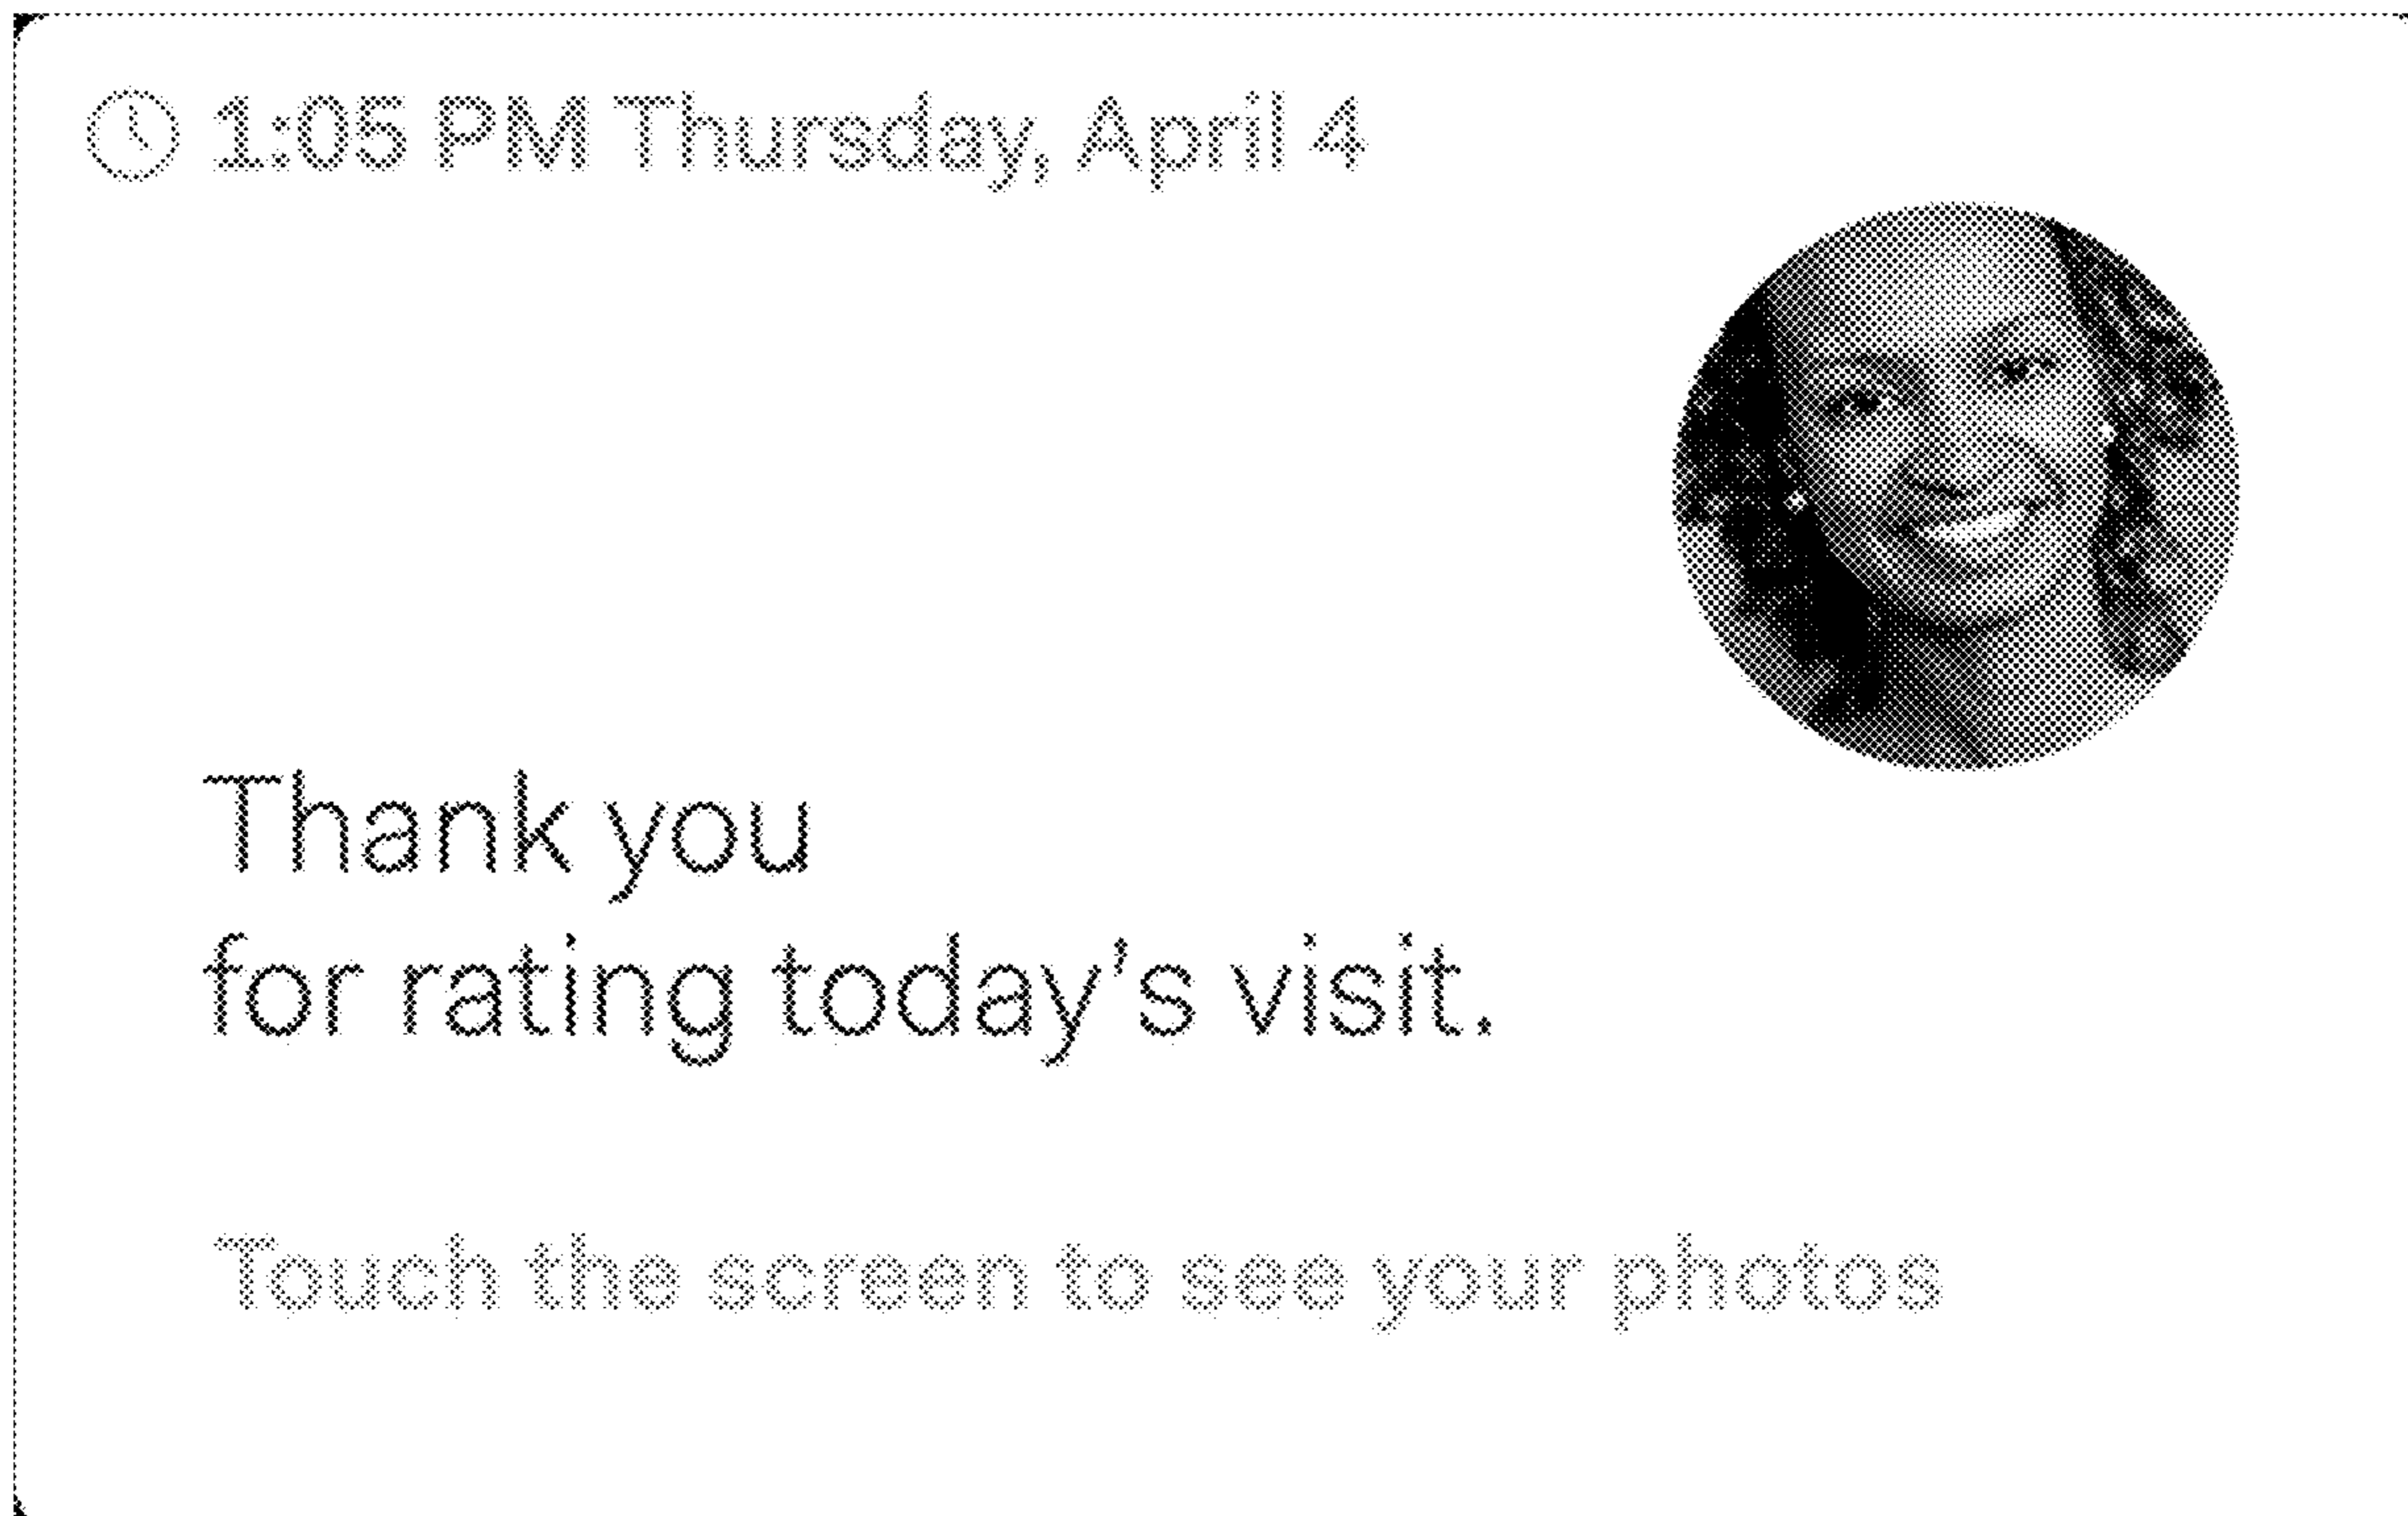 1:05 PM Thursday, April 4
Thank you
for rating today's visit.
Touch the screen to see your photos